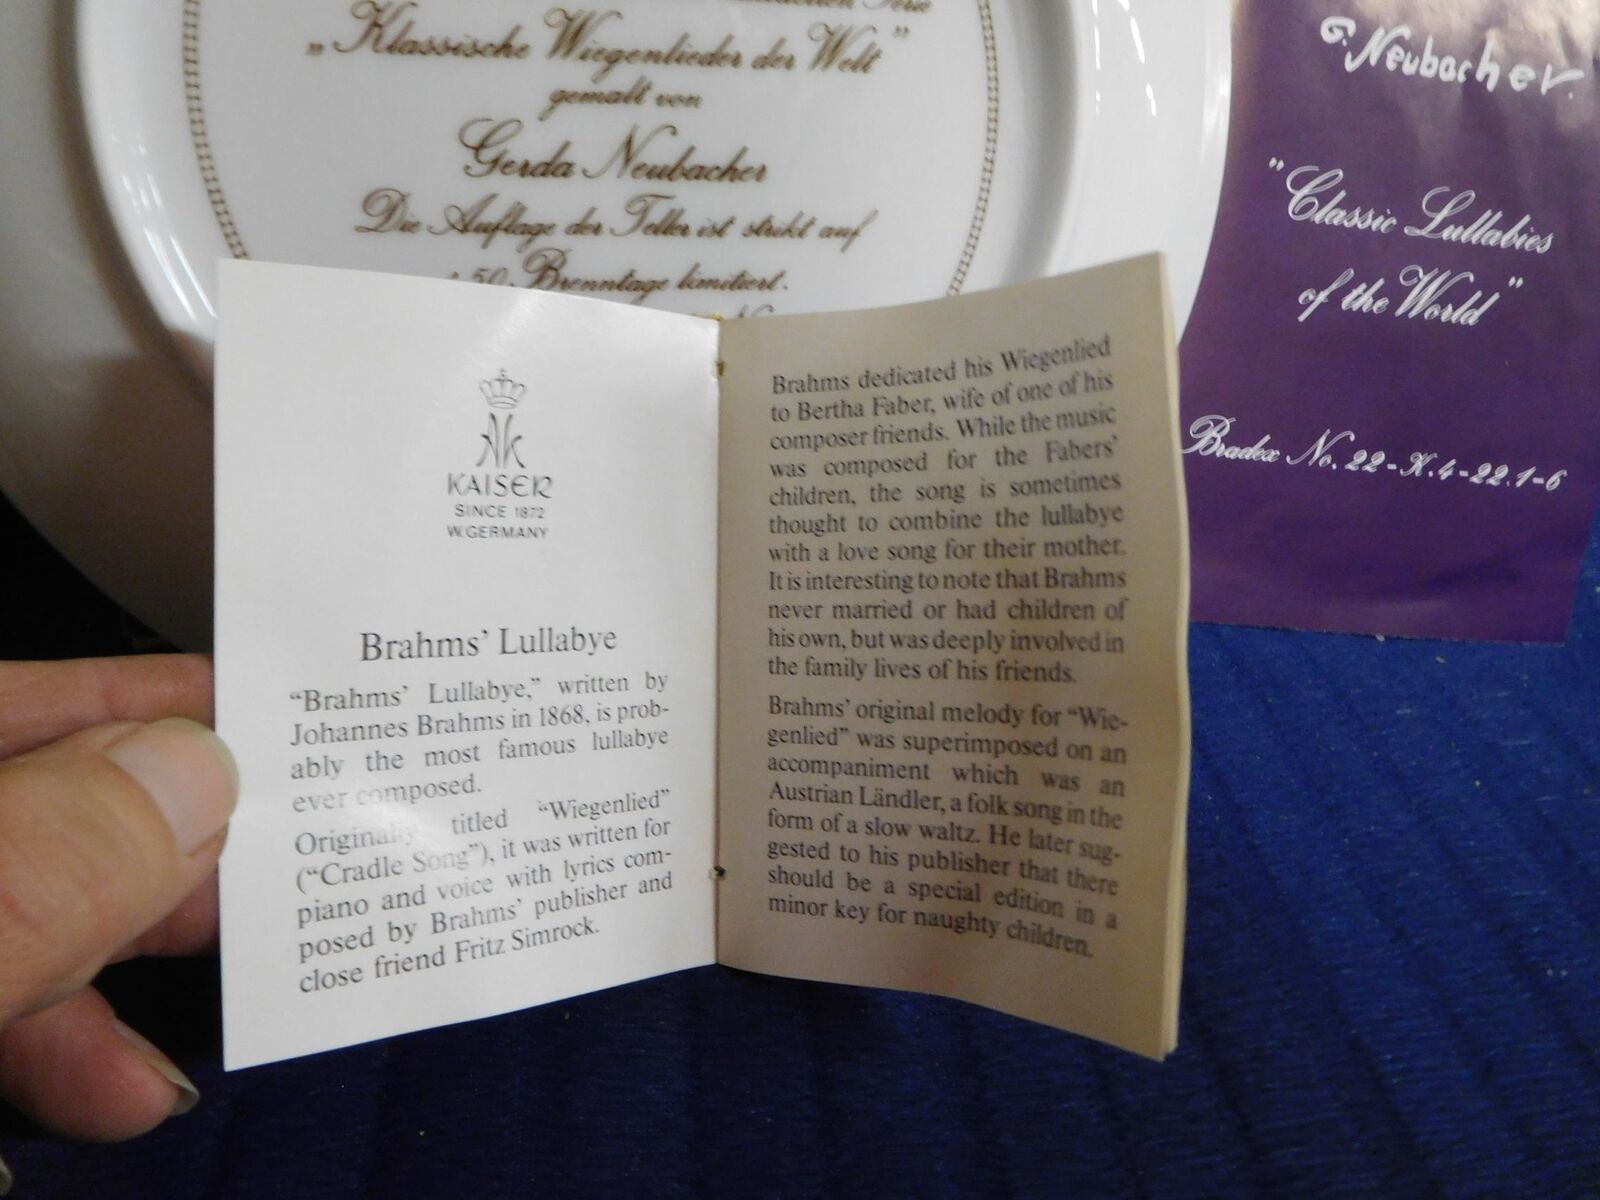 Serie
„Klassische Wiegenlieder der Welt”
gemalt von
Gerda Neubacher
Die Auflage der Teller ist strikt auf
50 Brenntage limitiert.
G. Neubacher.
"Classic Lullabies
of the World"
Bradex No. 22-K.4-22.1-6
AK
KAISER
SINCE 1872
W.GERMANY
Brahms’ Lullabye
“Brahms’ Lullabye,” written by
Johannes Brahms in 1868, is prob-
ably the most famous lullabye
ever composed.
Originally titled “Wiegenlied”
(“Cradle Song”), it was written for
piano and voice with lyrics com-
posed by Brahms’ publisher and
close friend Fritz Simrock.
Brahms dedicated his Wiegenlied
to Bertha Faber, wife of one of his
composer friends. While the music
was composed for the Fabers’
children, the song is sometimes
thought to combine the lullabye
with a love song for their mother.
It is interesting to note that Brahms
never married or had children of
his own, but was deeply involved in
the family lives of his friends.
Brahms’ original melody for “Wie-
genlied” was superimposed on an
accompaniment which was an
Austrian Ländler, a folk song in the
form of a slow waltz. He later sug-
gested to his publisher that there
should be a special edition in a
minor key for naughty children.